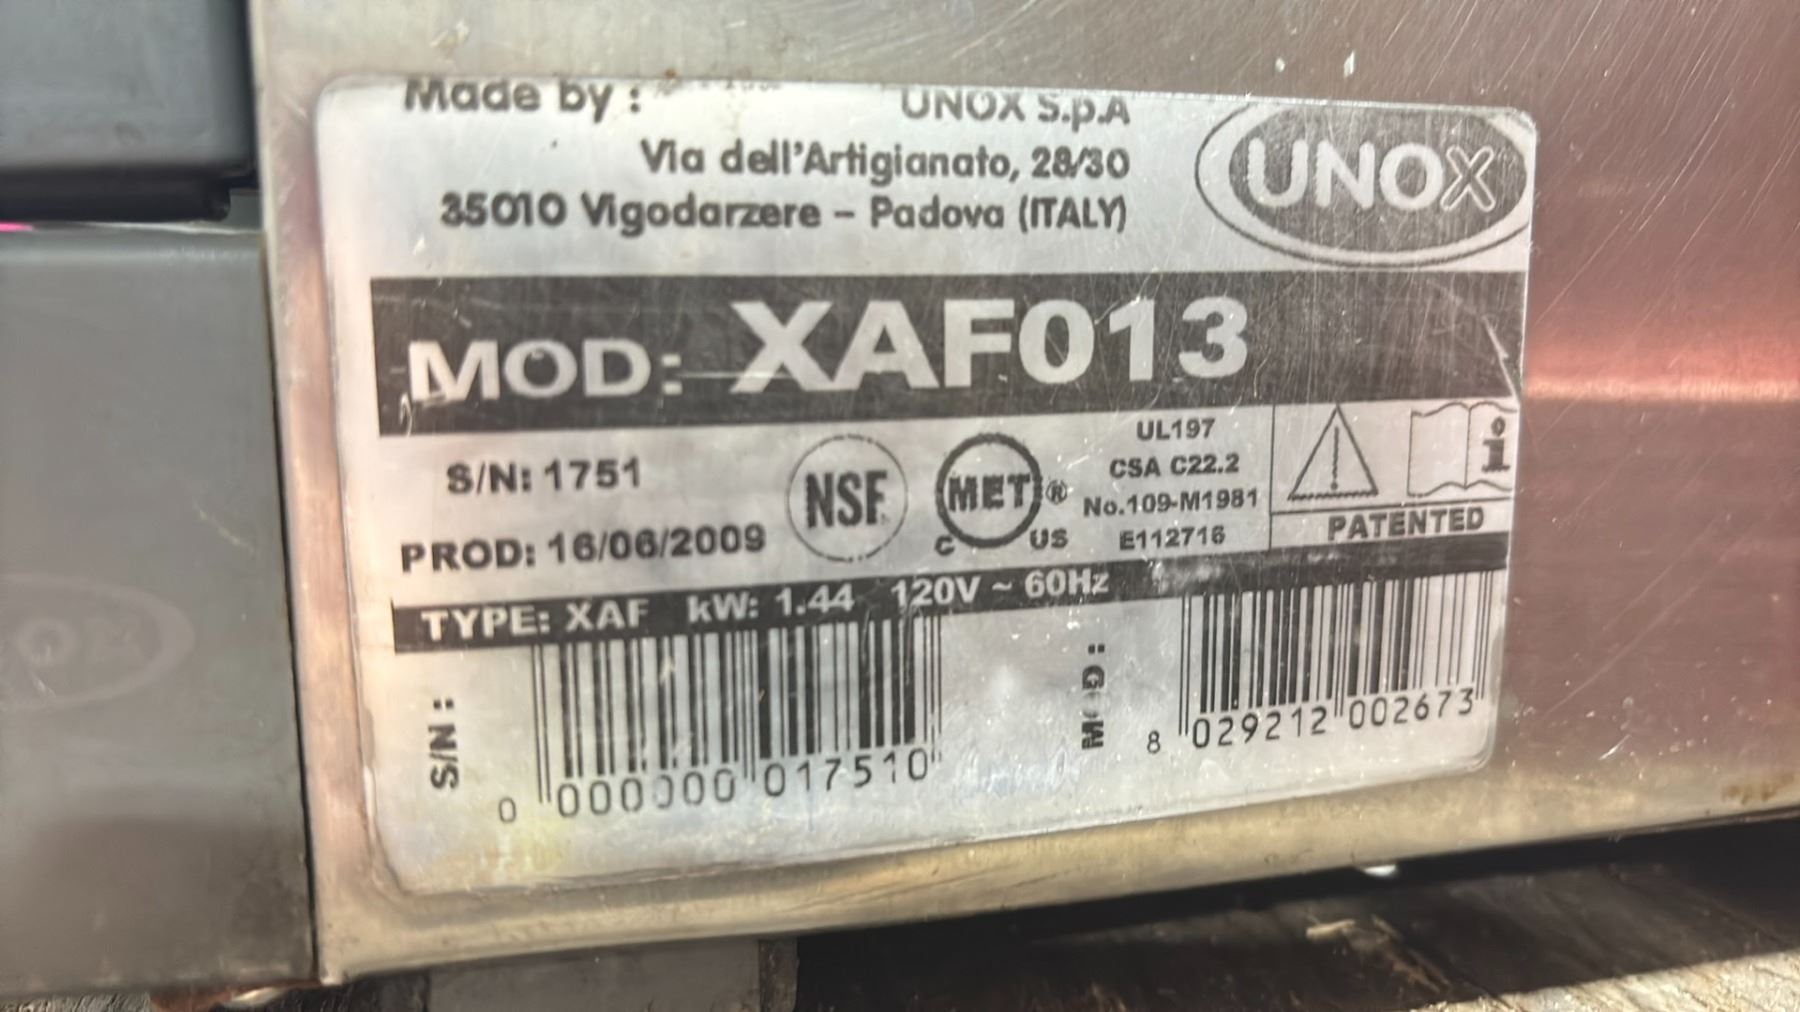 Made by : UNOX S.p.A
Via dell'Artigianato, 28/30
35010 Vigodarzere – Padova (ITALY)
UNOX
MOD: XAF013
S/N: 1751
PROD: 16/06/2009
NSF
MET®
C US
UL197
CSA C22.2
No.109-M1981
E112716
PATENTED
TYPE: XAF kW: 1.44 120V ~ 60Hz
S/N :
0 000000 017510
MOD :
8 029212 002673